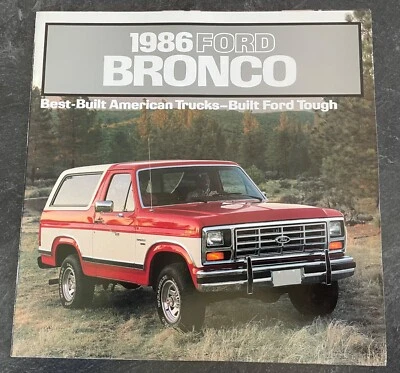 1986 FORD
BRONCO
Best-Built American Trucks–Built Ford Tough